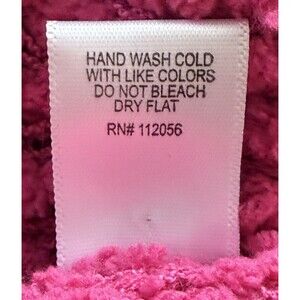 HAND WASH COLD
WITH LIKE COLORS
DO NOT BLEACH
DRY FLAT
RN# 112056